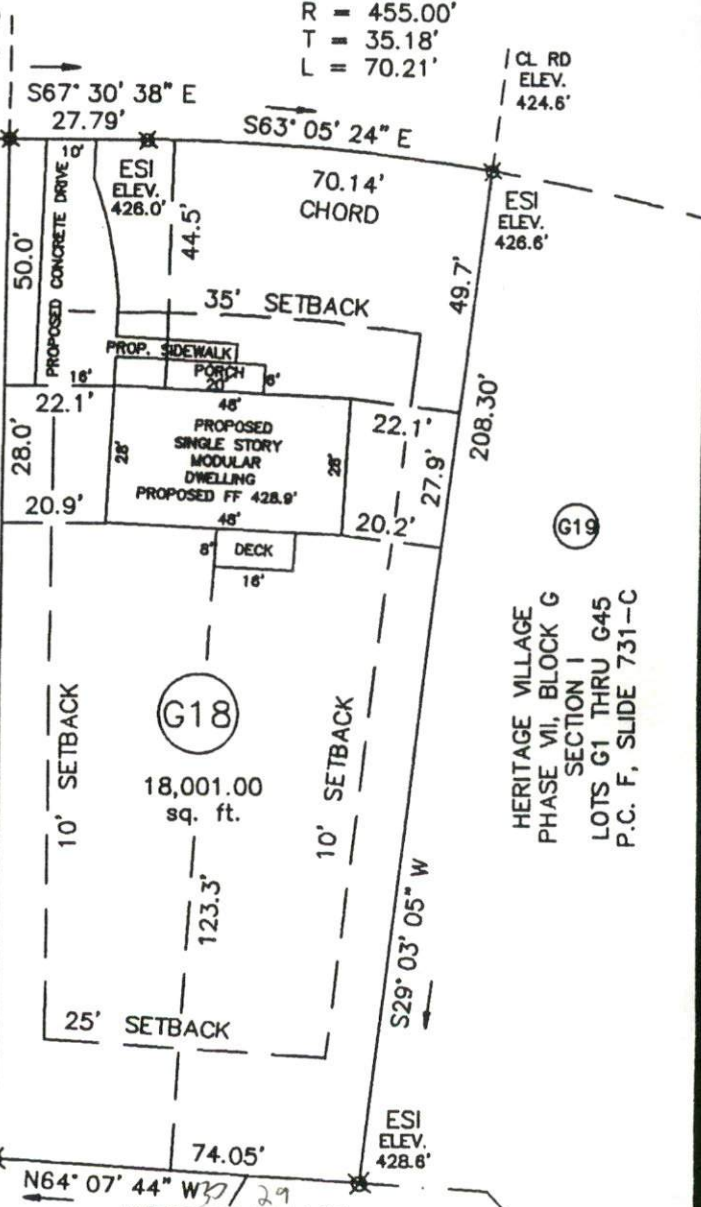 R = 455.00'
T = 35.18'
L = 70.21'
CL RD
ELEV.
424.6'
S67° 30' 38" E
27.79'
S63° 05' 24" E
10'
ESI
ELEV.
426.0'
70.14'
CHORD
ESI
ELEV.
426.6'
50.0'
PROPOSED CONCRETE DRIVE
44.5'
49.7'
35' SETBACK
PROP. SIDEWALK
PORCH
20'
6'
16'
48'
22.1'
22.1'
28.0'
28'
PROPOSED
SINGLE STORY
MODULAR
DWELLING
PROPOSED FF 428.9'
28'
27.9'
208.30'
20.9'
48'
20.2'
8'
DECK
16'
G19
HERITAGE VILLAGE
PHASE VII, BLOCK G
SECTION I
LOTS G1 THRU G45
P.C. F, SLIDE 731-C
G18
18,001.00
sq. ft.
10' SETBACK
10' SETBACK
123.3'
S29° 03' 05" W
25' SETBACK
ESI
ELEV.
428.6'
74.05'
N64° 07' 44" W
29